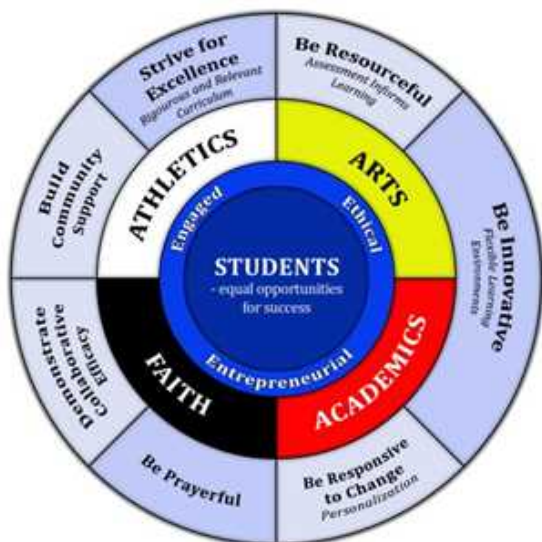 Strive for
Excellence
Rigourous and Relevant
Curriculum
Be Resourceful
Assessment Informs
Learning
Be Innovative
Flexible Learning
Environments
Be Responsive
to Change
Personalization
Be Prayerful
Demonstrate
Collaborative
Efficacy
Build
Community
Support
ATHLETICS
ARTS
ACADEMICS
FAITH
Engaged
Ethical
Entrepreneurial
STUDENTS
- equal opportunities
for success